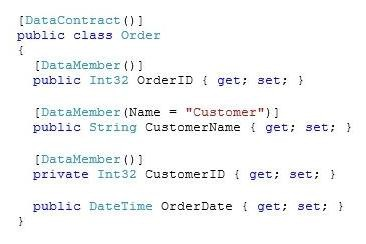 [DataContract()]
public class Order
{
[DataMember()]
public Int32 OrderID { get; set; }
[DataMember(Name = "Customer")]
public String CustomerName { get; set; }
[DataMember()]
private Int32 CustomerID { get; set; }
public DateTime OrderDate { get; set; }
}